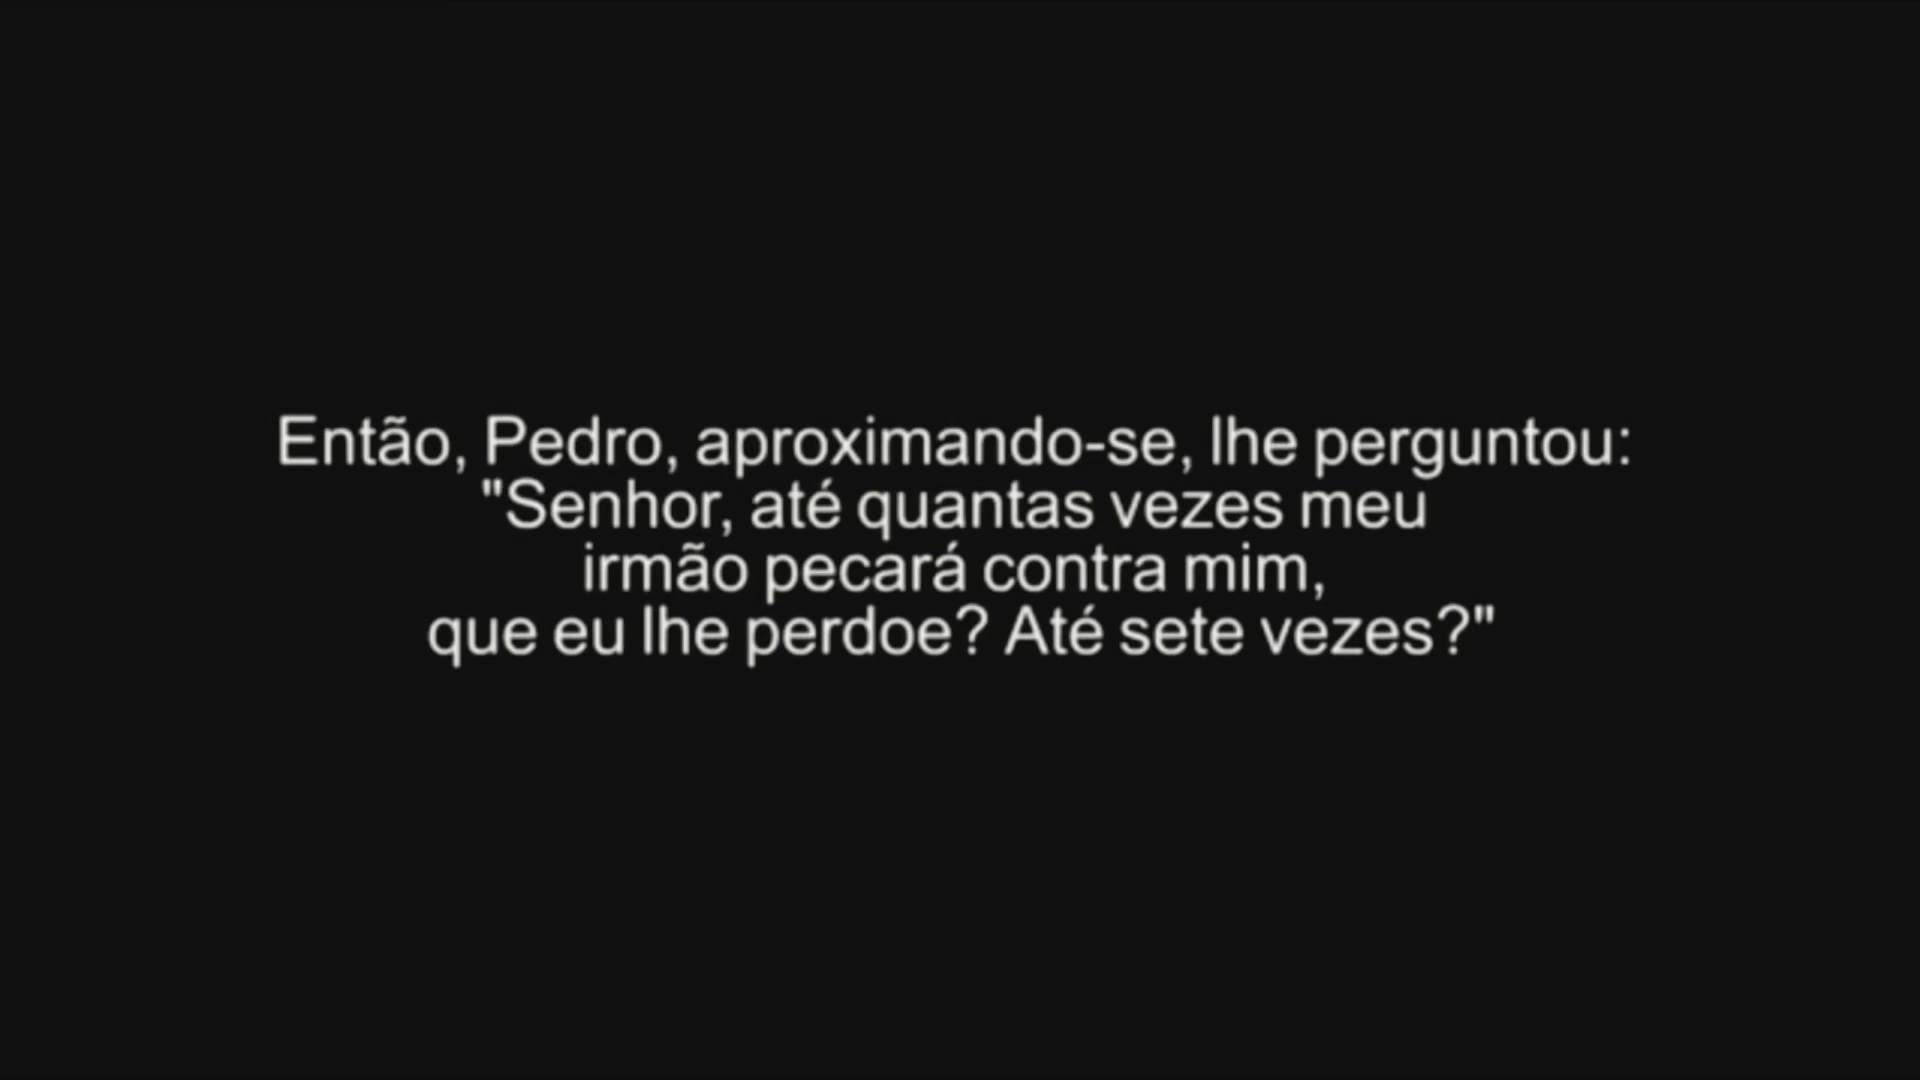 Então, Pedro, aproximando-se, lhe perguntou:
"Senhor, até quantas vezes meu
irmão pecará contra mim,
que eu lhe perdoe? Até sete vezes?"